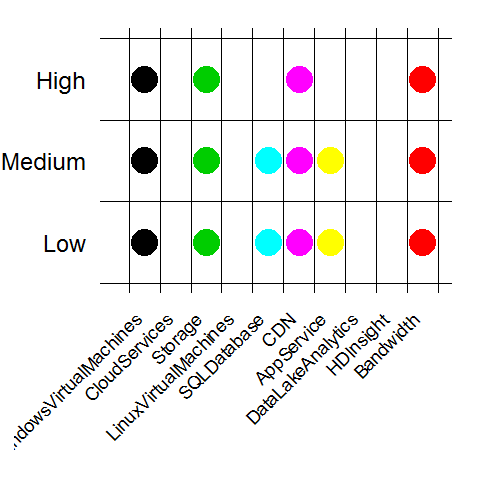 High
Medium
Low
ndowsVirtualMachines
CloudServices
Storage
LinuxVirtualMachines
SQLDatabase
CDN
AppService
DataLakeAnalytics
HDInsight
Bandwidth